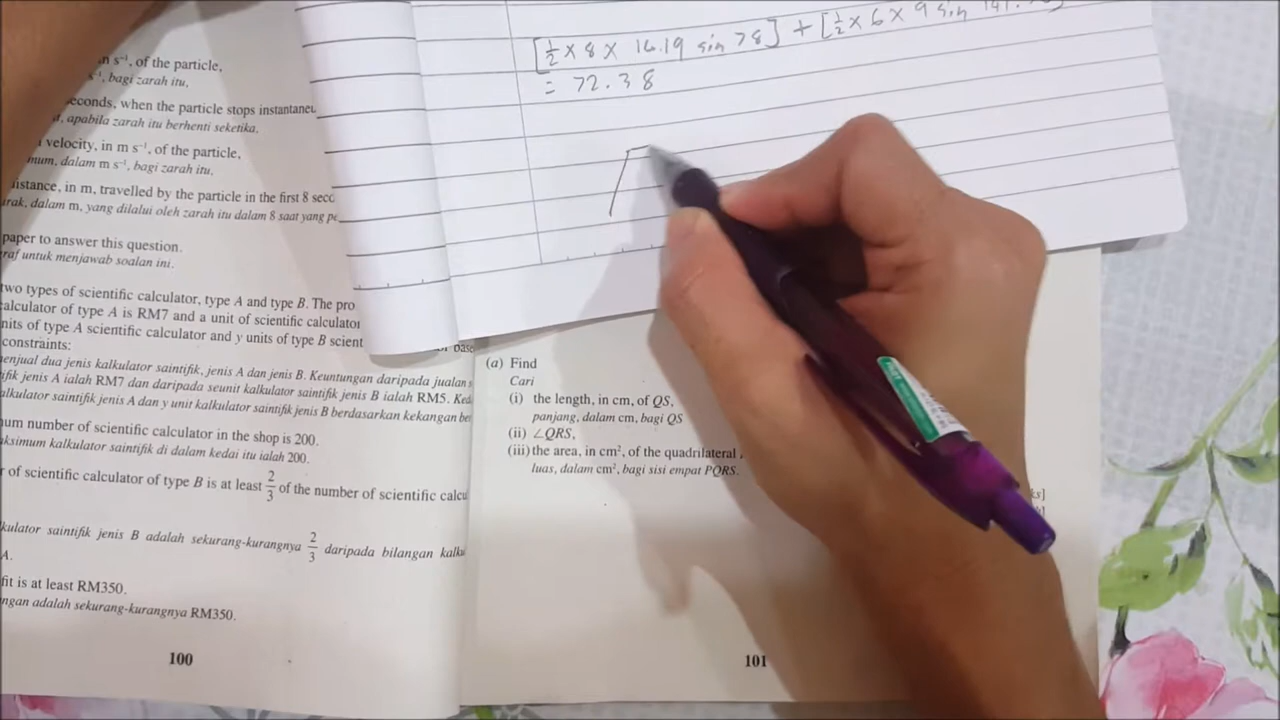 [½ × 8 × 16.19 sin 78] + [½ × 6 × 9 sin
= 72.38
n s⁻¹, of the particle,
s⁻¹, bagi zarah itu,
econds, when the particle stops instantaneu
apabila zarah itu berhenti seketika,
velocity, in m s⁻¹, of the particle,
mum, dalam m s⁻¹, bagi zarah itu,
istance, in m, travelled by the particle in the first 8 secc
arak, dalam m, yang dilalui oleh zarah itu dalam 8 saat yang pe
paper to answer this question.
raf untuk menjawab soalan ini.
two types of scientific calculator, type A and type B. The pro
calculator of type A is RM7 and a unit of scientific calculator
nits of type A scientific calculator and y units of type B scient
constraints:
enjual dua jenis kalkulator saintifik, jenis A dan jenis B. Keuntungan daripada jualan s
ifik jenis A ialah RM7 dan daripada seunit kalkulator saintifik jenis B ialah RM5. Ked
alkulator saintifik jenis A dan y unit kalkulator saintifik jenis B berdasarkan kekangan be
um number of scientific calculator in the shop is 200.
aksimum kalkulator saintifik di dalam kedai itu ialah 200.
r of scientific calculator of type B is at least 2/3 of the number of scientific calcu
kulator saintifik jenis B adalah sekurang-kurangnya 2/3 daripada bilangan kalku
A.
fit is at least RM350.
ngan adalah sekurang-kurangnya RM350.
100
(a) Find
Cari
(i) the length, in cm, of QS,
panjang, dalam cm, bagi QS
(ii) ∠QRS,
(iii) the area, in cm², of the quadrilateral
luas, dalam cm², bagi sisi empat PQRS.
ks]
101